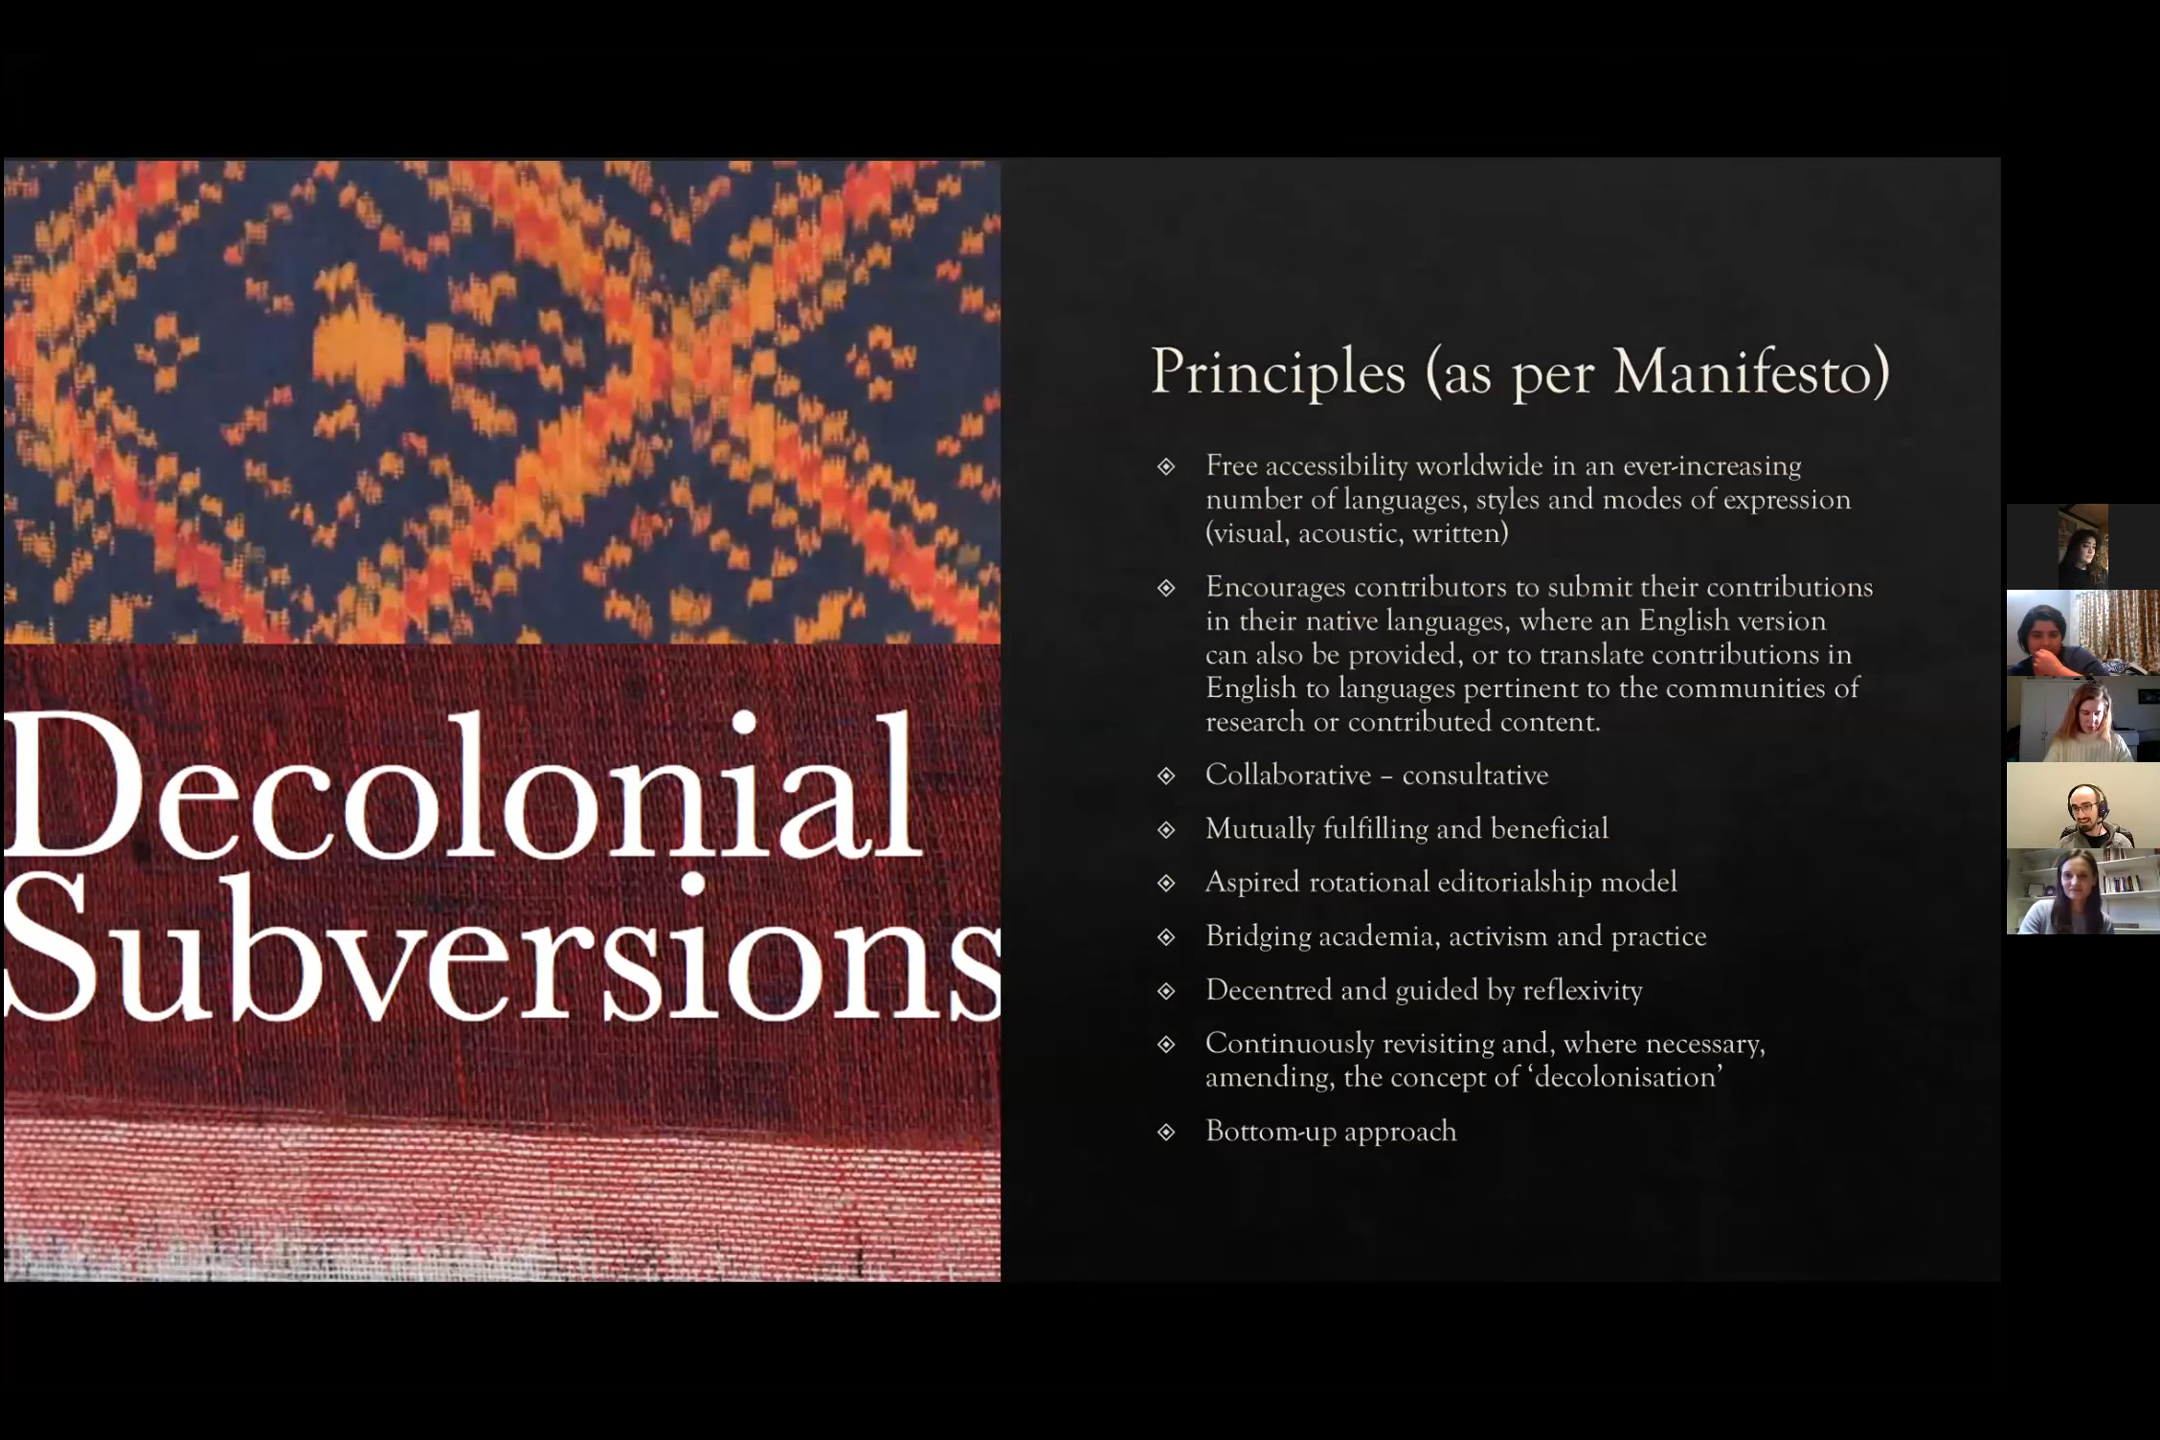 Decolonial
Subversions
Principles (as per Manifesto)
Free accessibility worldwide in an ever-increasing
number of languages, styles and modes of expression
(visual, acoustic, written)
Encourages contributors to submit their contributions
in their native languages, where an English version
can also be provided, or to translate contributions in
English to languages pertinent to the communities of
research or contributed content.
Collaborative – consultative
Mutually fulfilling and beneficial
Aspired rotational editorialship model
Bridging academia, activism and practice
Decentred and guided by reflexivity
Continuously revisiting and, where necessary,
amending, the concept of ‘decolonisation’
Bottom-up approach